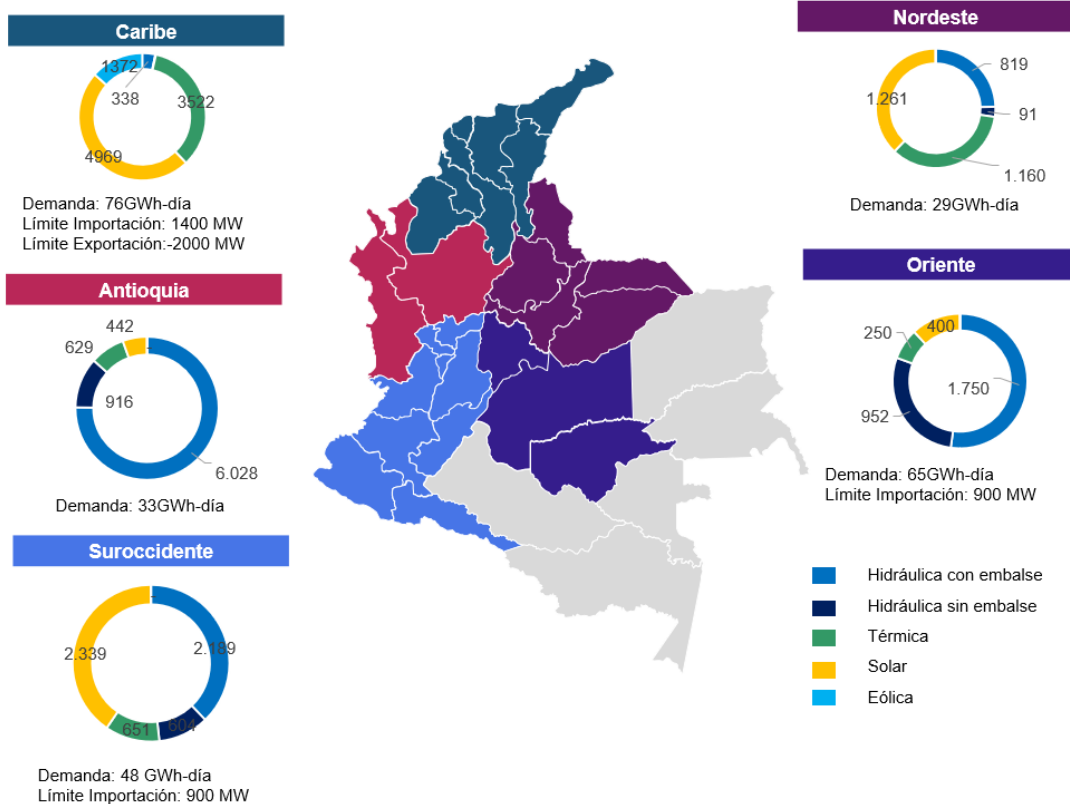 Caribe
1372
338
3522
4969
Demanda: 76GWh-día
Límite Importación: 1400 MW
Límite Exportación:-2000 MW
Antioquia
442
629
916
6.028
Demanda: 33GWh-día
Suroccidente
2.339
2.189
651
604
Demanda: 48 GWh-día
Límite Importación: 900 MW
Nordeste
819
1.261
91
1.160
Demanda: 29GWh-día
Oriente
400
250
1.750
952
Demanda: 65GWh-día
Límite Importación: 900 MW
Hidráulica con embalse
Hidráulica sin embalse
Térmica
Solar
Eólica